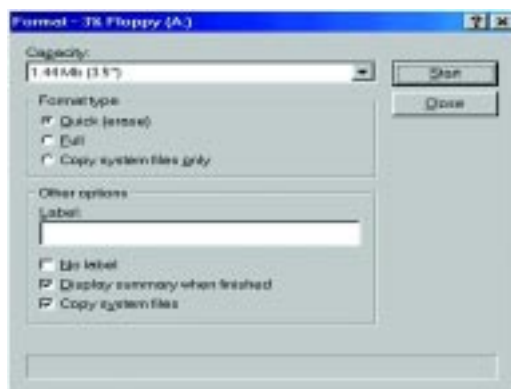 Format - 3½ Floppy (A:)
Capacity:
1.44 Mb (3.5")
Start
Close
Format type
Quick (erase)
Full
Copy system files only
Other options
Label:
No label
Display summary when finished
Copy system files